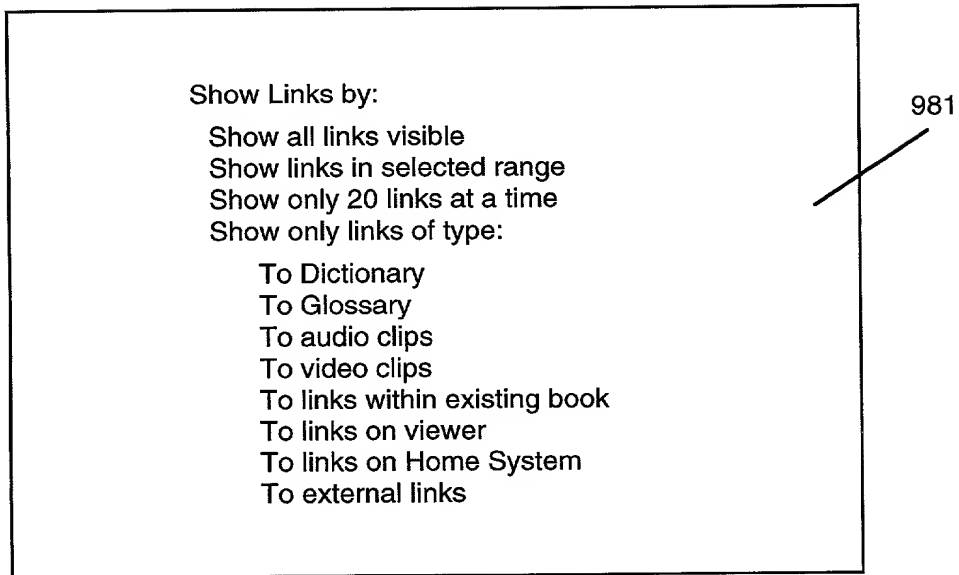 Show Links by:
981
Show all links visible
Show links in selected range
Show only 20 links at a time
Show only links of type:
To Dictionary
To Glossary
To audio clips
To video clips
To links within existing book
To links on viewer
To links on Home System
To external links